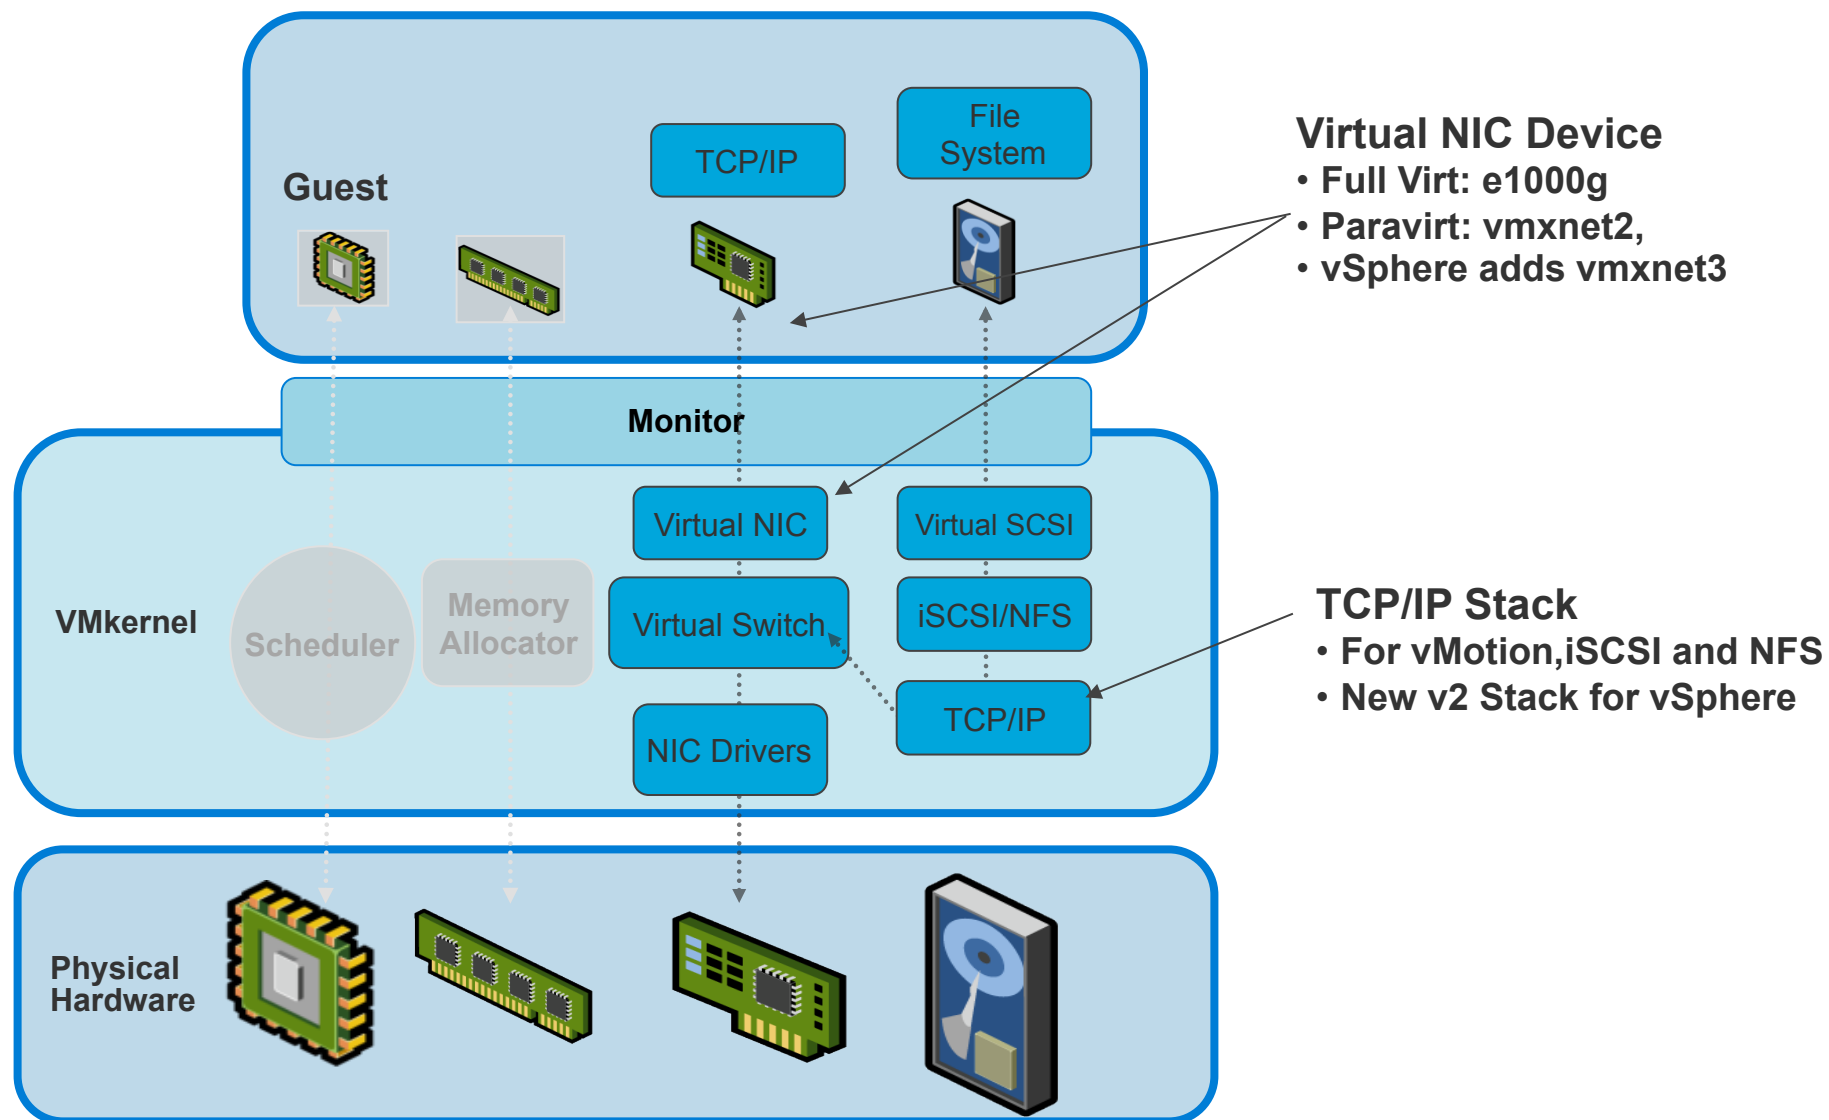 File
System
TCP/IP
Guest
Virtual NIC Device
• Full Virt: e1000g
• Paravirt: vmxnet2,
• vSphere adds vmxnet3
Monitor
Virtual NIC
Virtual SCSI
VMkernel
Scheduler
Memory
Allocator
Virtual Switch
iSCSI/NFS
NIC Drivers
TCP/IP
TCP/IP Stack
• For vMotion,iSCSI and NFS
• New v2 Stack for vSphere
Physical
Hardware